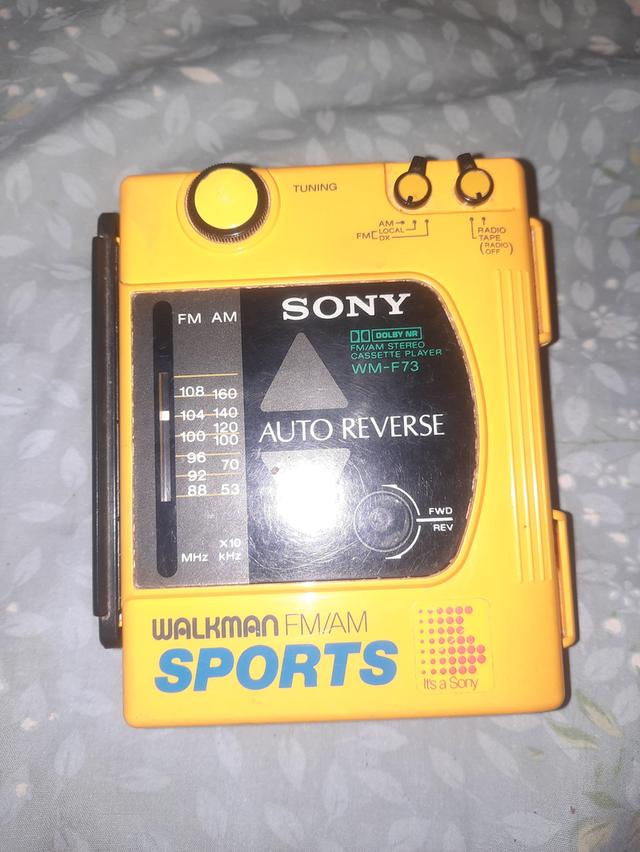 TUNING
AM
LOCAL
FM DX
RADIO
TAPE
(RADIO OFF)
FM AM
SONY
DOLBY NR
FM/AM STEREO
CASSETTE PLAYER
WM-F73
108 160
104 140
120
100 100
96 70
92
88 53
AUTO REVERSE
FWD
REV
X10
MHz kHz
WALKMAN FM/AM
SPORTS
It's a Sony